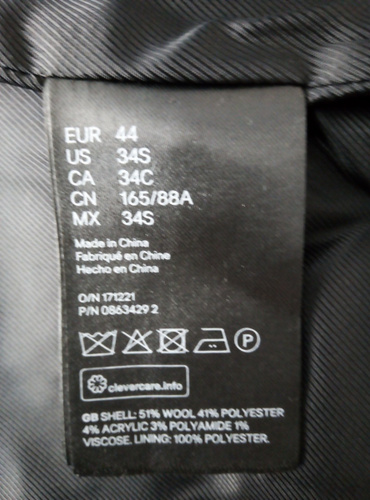 EUR 44
US 34S
CA 34C
CN 165/88A
MX 34S
Made in China
Fabriqué en Chine
Hecho en China
O/N 171221
P/N 0863429 2
P
clevercare.info
GB SHELL: 51% WOOL 41% POLYESTER
4% ACRYLIC 3% POLYAMIDE 1%
VISCOSE. LINING: 100% POLYESTER.